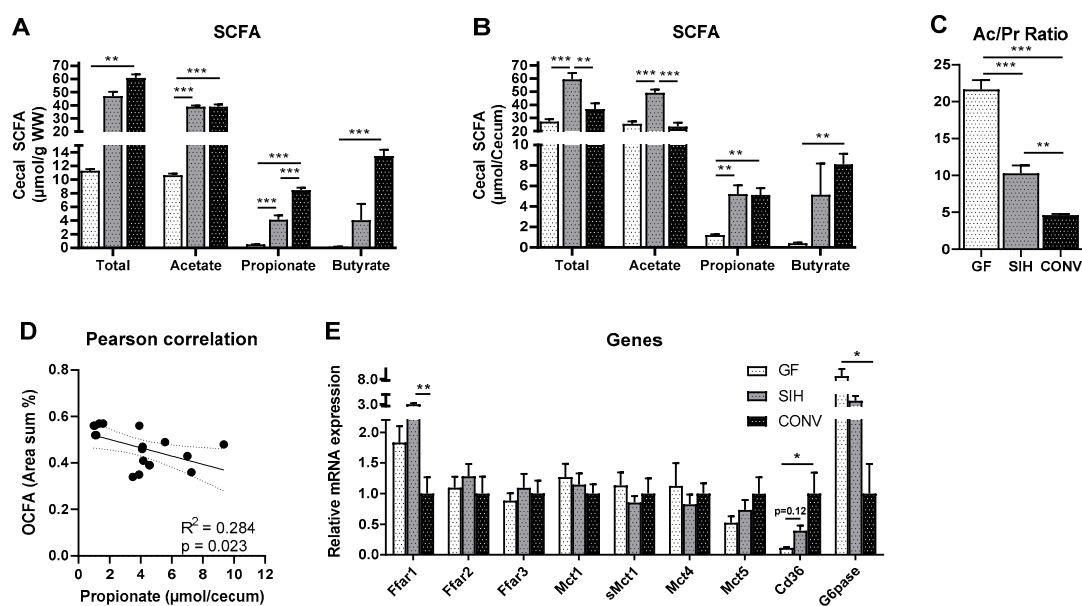 A
SCFA
Cecal SCFA
(µmol/g WW)
70
60
50
40
30
20
14
12
10
8
6
4
2
0
**
***
***
***
***
***
***
Total
Acetate
Propionate
Butyrate
B
SCFA
Cecal SCFA
(µmol/Cecum)
70
60
50
40
30
20
10
8
6
4
2
0
***
**
***
***
**
**
**
Total
Acetate
Propionate
Butyrate
C
Ac/Pr Ratio
25
20
15
10
5
0
***
***
**
GF
SIH
CONV
D
Pearson correlation
OCFA (Area sum %)
0.8
0.6
0.4
0.2
0.0
R2 = 0.284
p = 0.023
0 2 4 6 8 10 12
Propionate (µmol/cecum)
E
Genes
Relative mRNA expression
8.0
3.0
2.0
1.5
1.0
0.5
0.0
**
GF
SIH
CONV
*
p=0.12
*
Ffar1
Ffar2
Ffar3
Mct1
sMct1
Mct4
Mct5
Cd36
G6pase